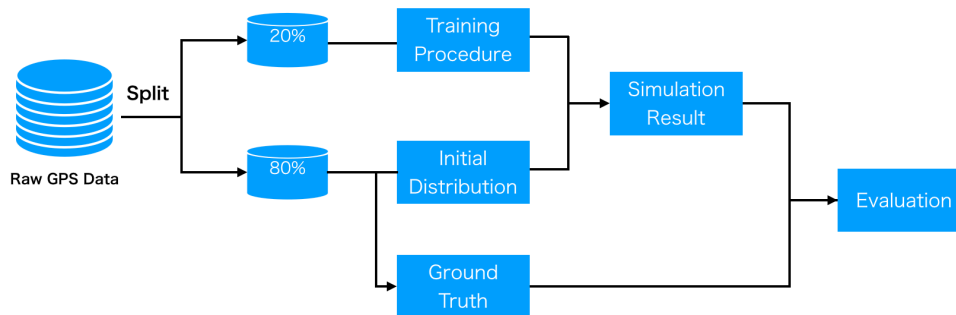 20%
Training
Procedure
Split
Simulation
Result
Raw GPS Data
80%
Initial
Distribution
Evaluation
Ground
Truth